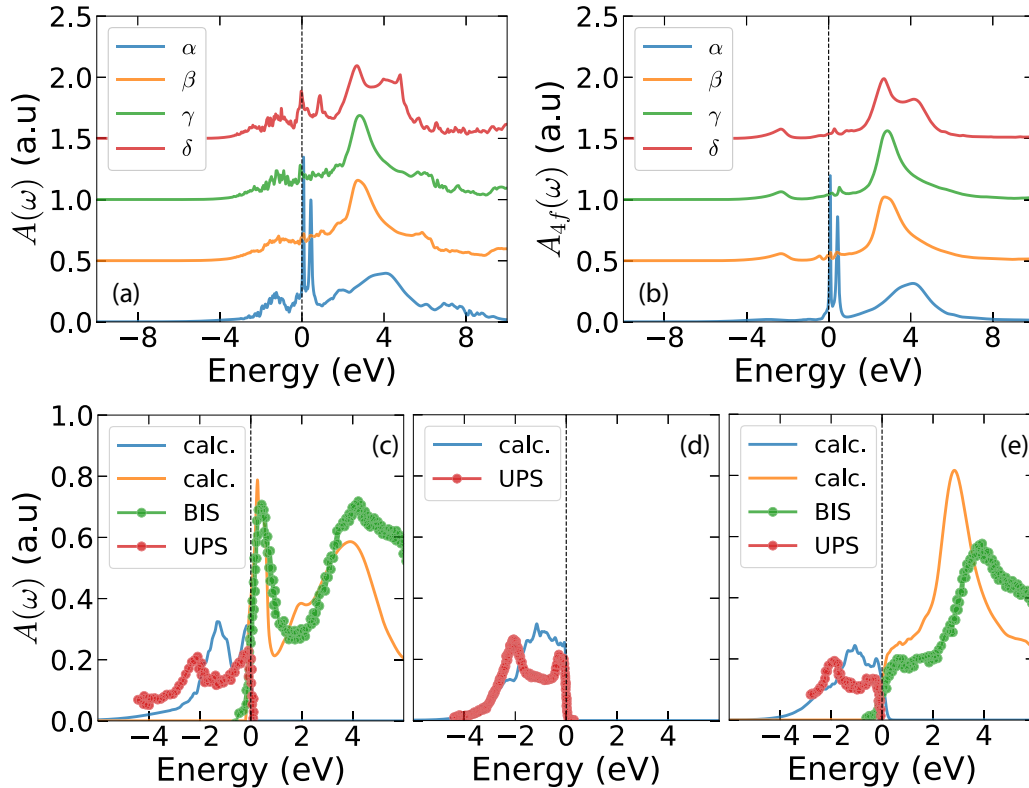 2.5
2.0
1.5
1.0
0.5
0.0
A(ω) (a.u)
α
β
γ
δ
(a)
−8 −4 0 4 8
Energy (eV)
2.5
2.0
1.5
1.0
0.5
0.0
A4f(ω) (a.u)
α
β
γ
δ
(b)
−8 −4 0 4 8
Energy (eV)
1.0
0.8
0.6
0.4
0.2
0.0
A(ω) (a.u)
calc.
calc.
BIS
UPS
(c)
−4 −2 0 2 4
Energy (eV)
calc.
UPS
(d)
−4 −2 0 2 4
Energy (eV)
calc.
calc.
BIS
UPS
(e)
−4 −2 0 2 4
Energy (eV)